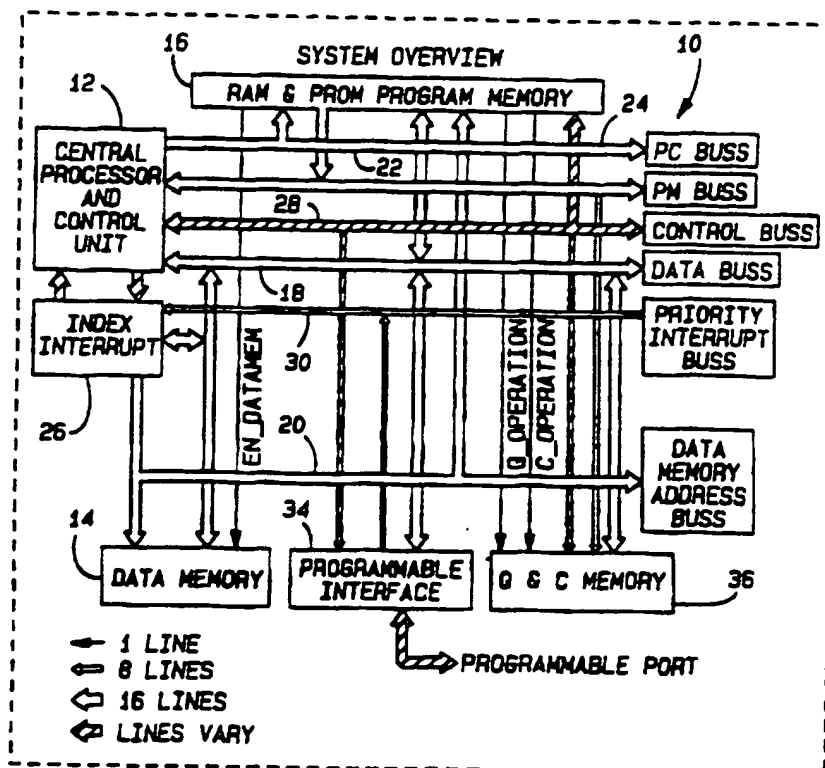 SYSTEM OVERVIEW
10
16
RAM & PROM PROGRAM MEMORY
12
24
CENTRAL
PROCESSOR
AND
CONTROL
UNIT
22
PC BUSS
PM BUSS
28
CONTROL BUSS
DATA BUSS
18
INDEX
INTERRUPT
30
PRIORITY
INTERRUPT
BUSS
26
EN_DATAMEM
Q_OPERATION
C_OPERATION
20
DATA
MEMORY
ADDRESS
BUSS
14
34
DATA MEMORY
PROGRAMMABLE
INTERFACE
Q & C MEMORY
36
1 LINE
8 LINES
16 LINES
LINES VARY
PROGRAMMABLE PORT